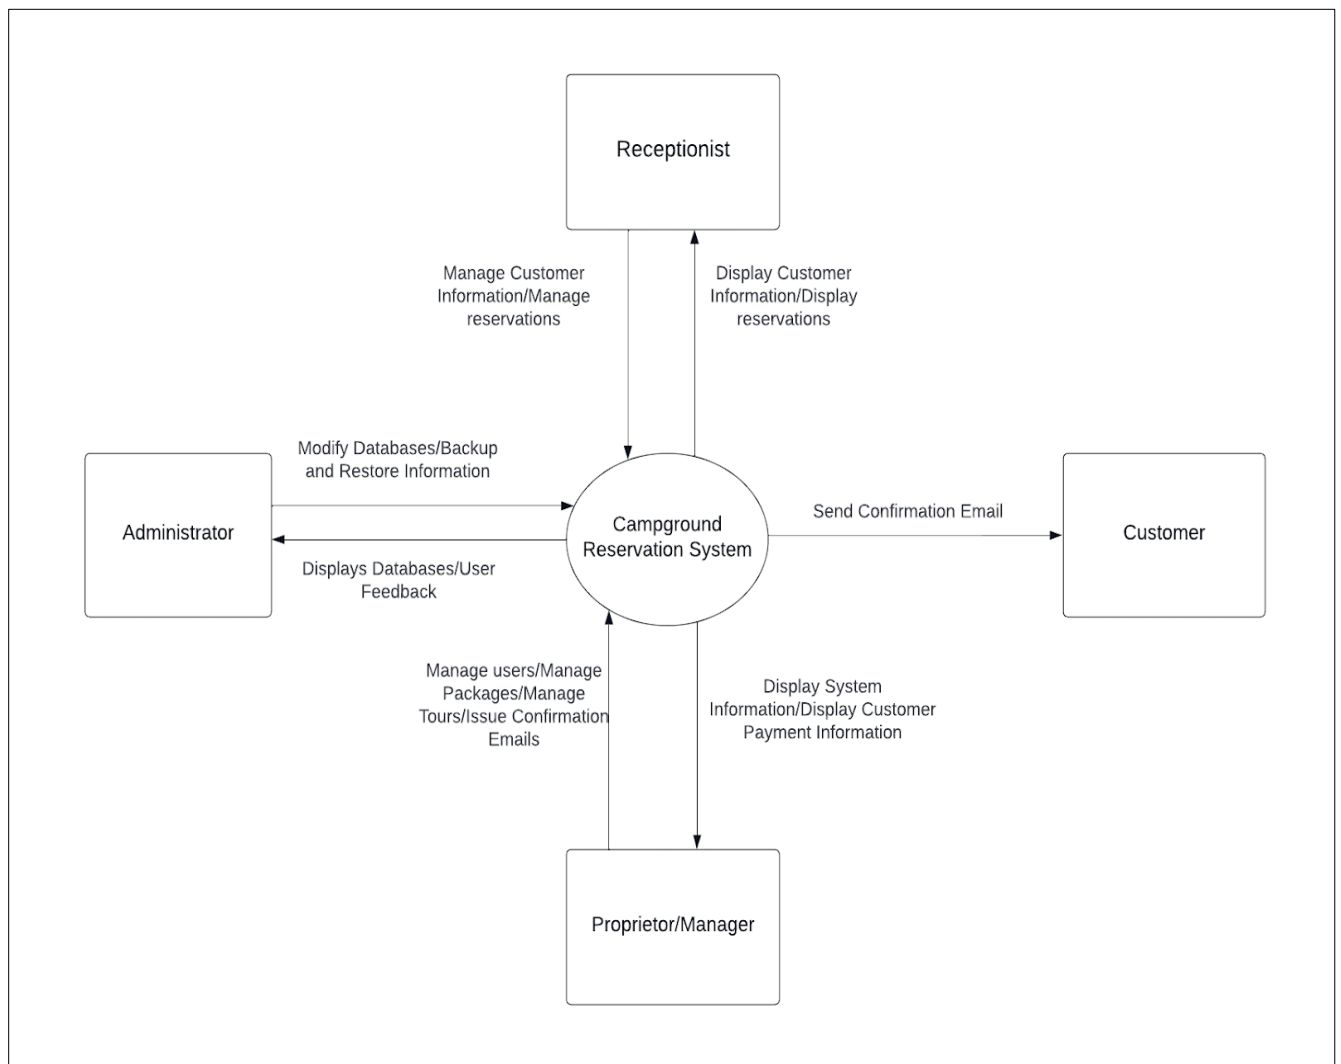 Receptionist
Manage Customer
Information/Manage
reservations
Display Customer
Information/Display
reservations
Modify Databases/Backup
and Restore Information
Administrator
Displays Databases/User
Feedback
Campground
Reservation System
Send Confirmation Email
Customer
Manage users/Manage
Packages/Manage
Tours/Issue Confirmation
Emails
Display System
Information/Display Customer
Payment Information
Proprietor/Manager